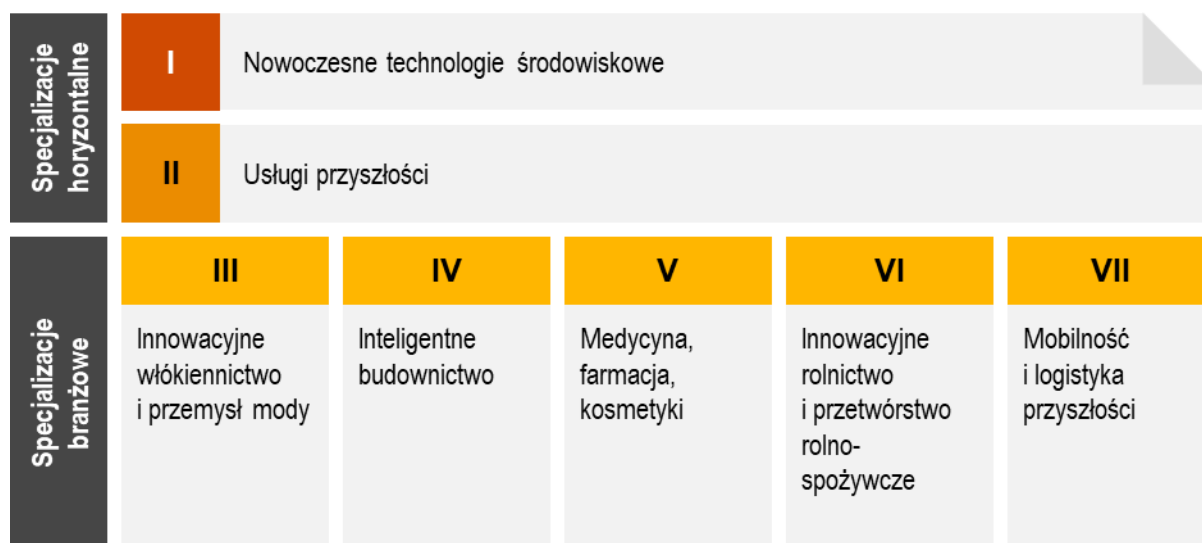 Specjalizacje
horyzontalne
I
Nowoczesne technologie środowiskowe
II
Usługi przyszłości
Specjalizacje
branżowe
III
Innowacyjne
włókiennictwo
i przemysł mody
IV
Inteligentne
budownictwo
V
Medycyna,
farmacja,
kosmetyki
VI
Innowacyjne
rolnictwo
i przetwórstwo
rolno-
spożywcze
VII
Mobilność
i logistyka
przyszłości